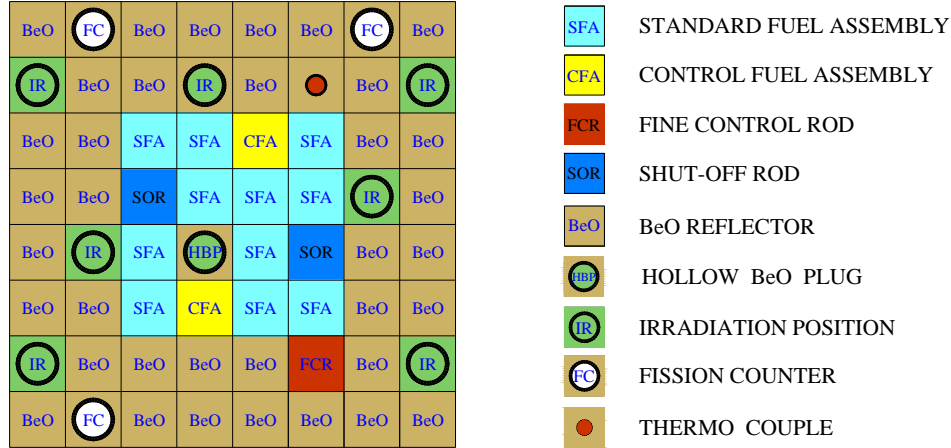 BeO FC BeO BeO BeO BeO FC BeO
IR BeO BeO IR BeO BeO IR
BeO BeO SFA SFA CFA SFA BeO BeO
BeO BeO SOR SFA SFA SFA IR BeO
BeO IR SFA HBP SFA SOR BeO BeO
BeO BeO SFA CFA SFA SFA BeO BeO
IR BeO BeO BeO BeO FCR BeO IR
BeO FC BeO BeO BeO BeO BeO BeO
SFA STANDARD FUEL ASSEMBLY
CFA CONTROL FUEL ASSEMBLY
FCR FINE CONTROL ROD
SOR SHUT-OFF ROD
BeO BeO REFLECTOR
HBP HOLLOW BeO PLUG
IR IRRADIATION POSITION
FC FISSION COUNTER
THERMO COUPLE